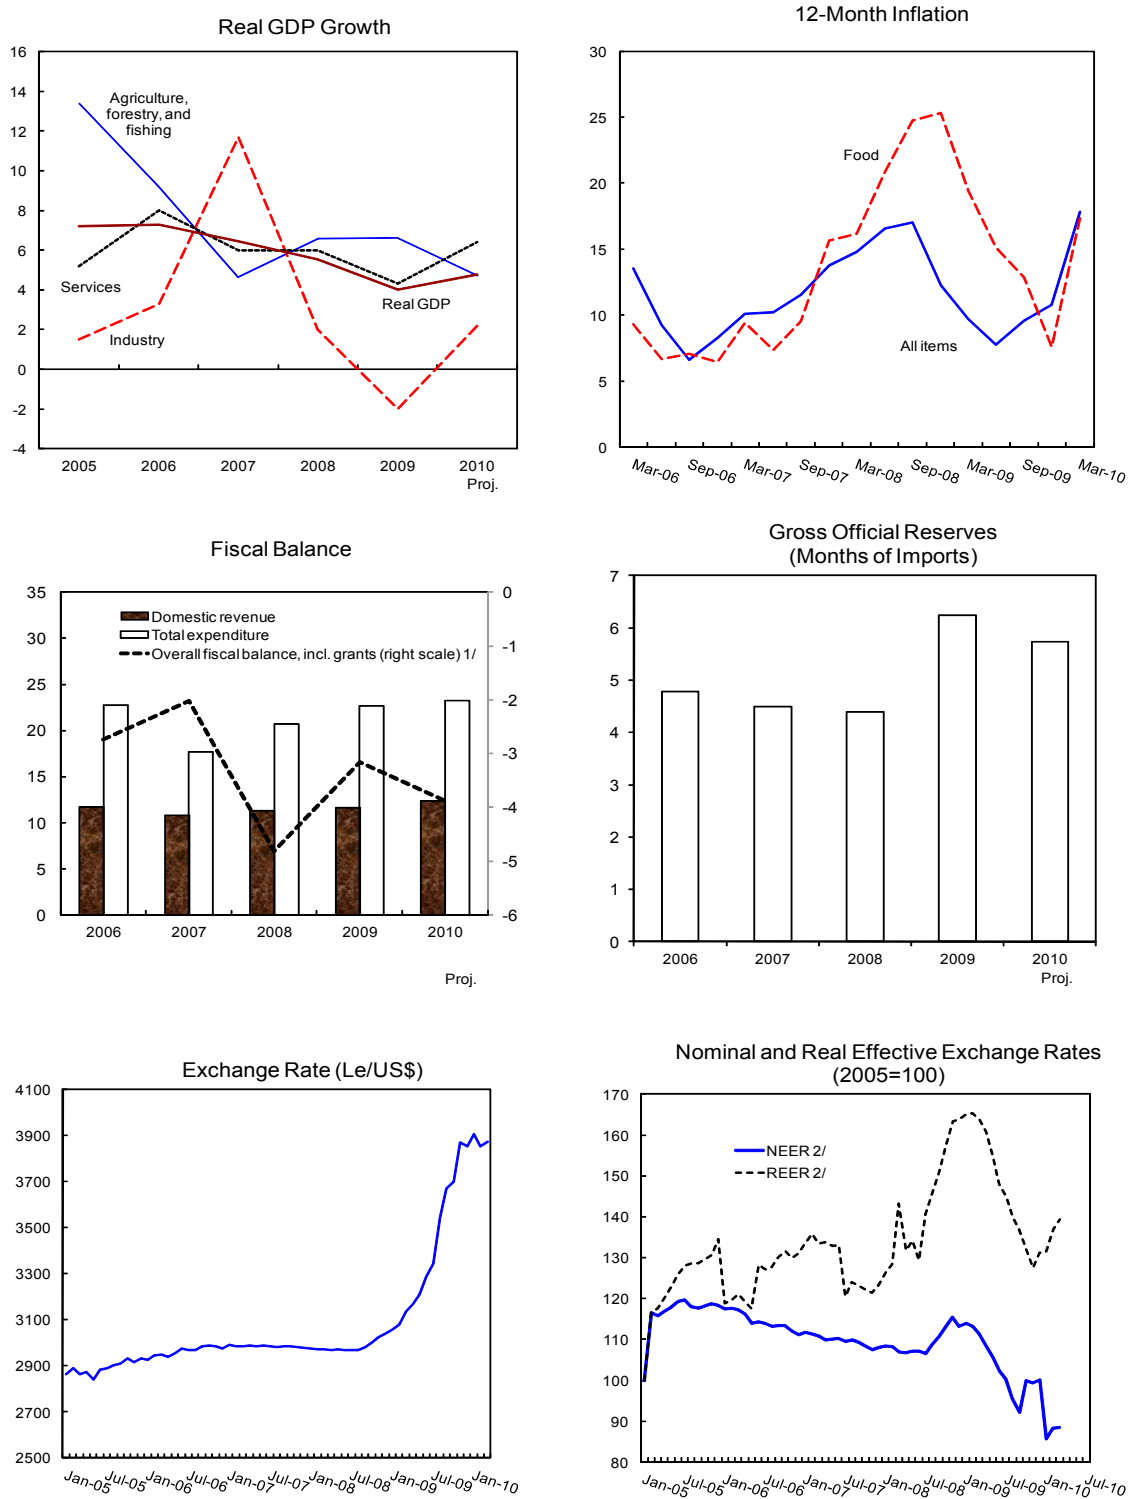 Real GDP Growth
16
14
12
10
8
6
4
2
0
-2
-4
Agriculture,
forestry, and
fishing
Services
Industry
Real GDP
2005 2006 2007 2008 2009 2010
Proj.
12-Month Inflation
30
25
20
15
10
5
0
Food
All items
Mar-06 Sep-06 Mar-07 Sep-07 Mar-08 Sep-08 Mar-09 Sep-09 Mar-10
Fiscal Balance
35
30
25
20
15
10
5
0
Domestic revenue
Total expenditure
Overall fiscal balance, incl. grants (right scale) 1/
0
-1
-2
-3
-4
-5
-6
2006 2007 2008 2009 2010
Proj.
Gross Official Reserves
(Months of Imports)
7
6
5
4
3
2
1
0
2006 2007 2008 2009 2010
Proj.
Exchange Rate (Le/US$)
4100
3900
3700
3500
3300
3100
2900
2700
2500
Jan-05 Jul-05 Jan-06 Jul-06 Jan-07 Jul-07 Jan-08 Jul-08 Jan-09 Jul-09 Jan-10
Nominal and Real Effective Exchange Rates
(2005=100)
170
160
150
140
130
120
110
100
90
80
NEER 2/
REER 2/
Jan-05 Jul-05 Jan-06 Jul-06 Jan-07 Jul-07 Jan-08 Jul-08 Jan-09 Jul-09 Jan-10 Jul-10